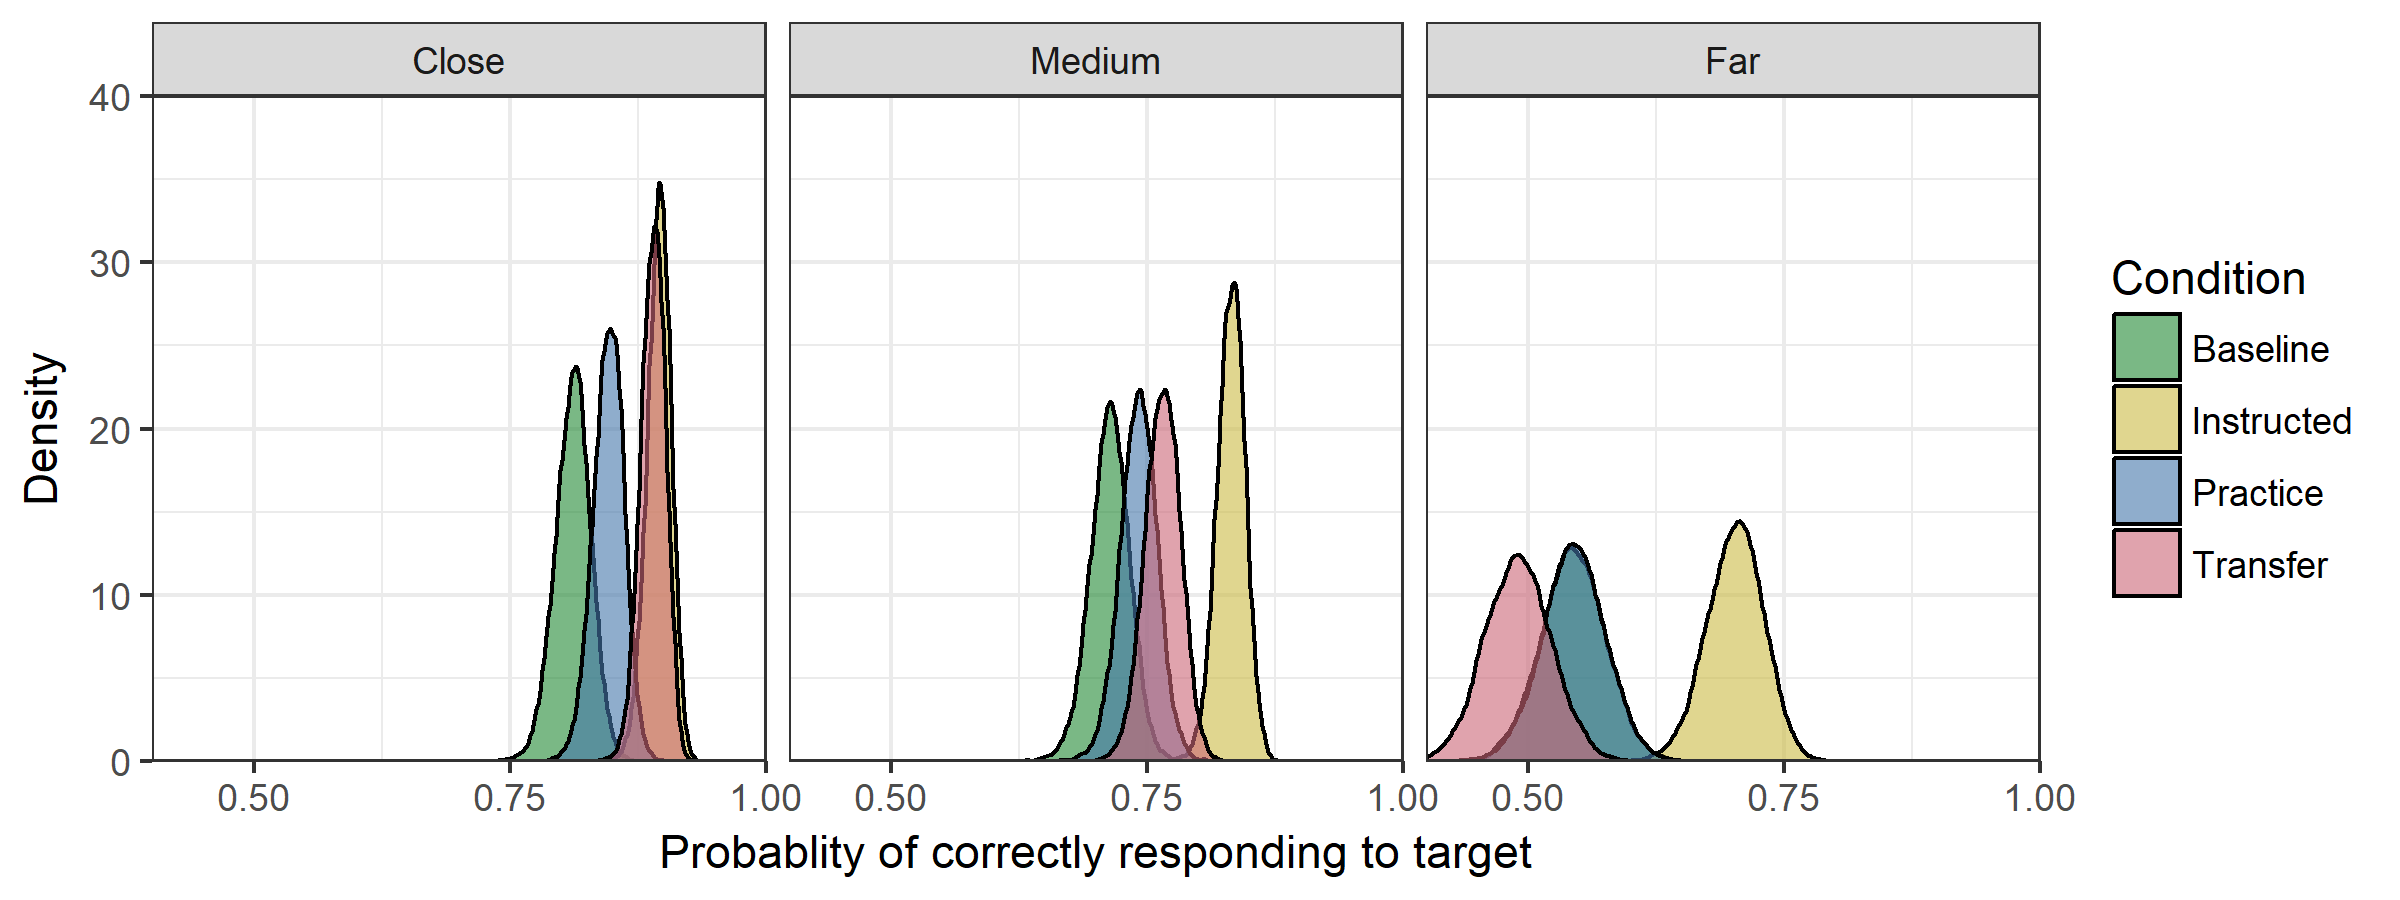 Close Medium Far
40
30
20
10
0
Density
0.50 0.75 1.00 0.50 0.75 1.00 0.50 0.75 1.00
Probablity of correctly responding to target
Condition
Baseline
Instructed
Practice
Transfer